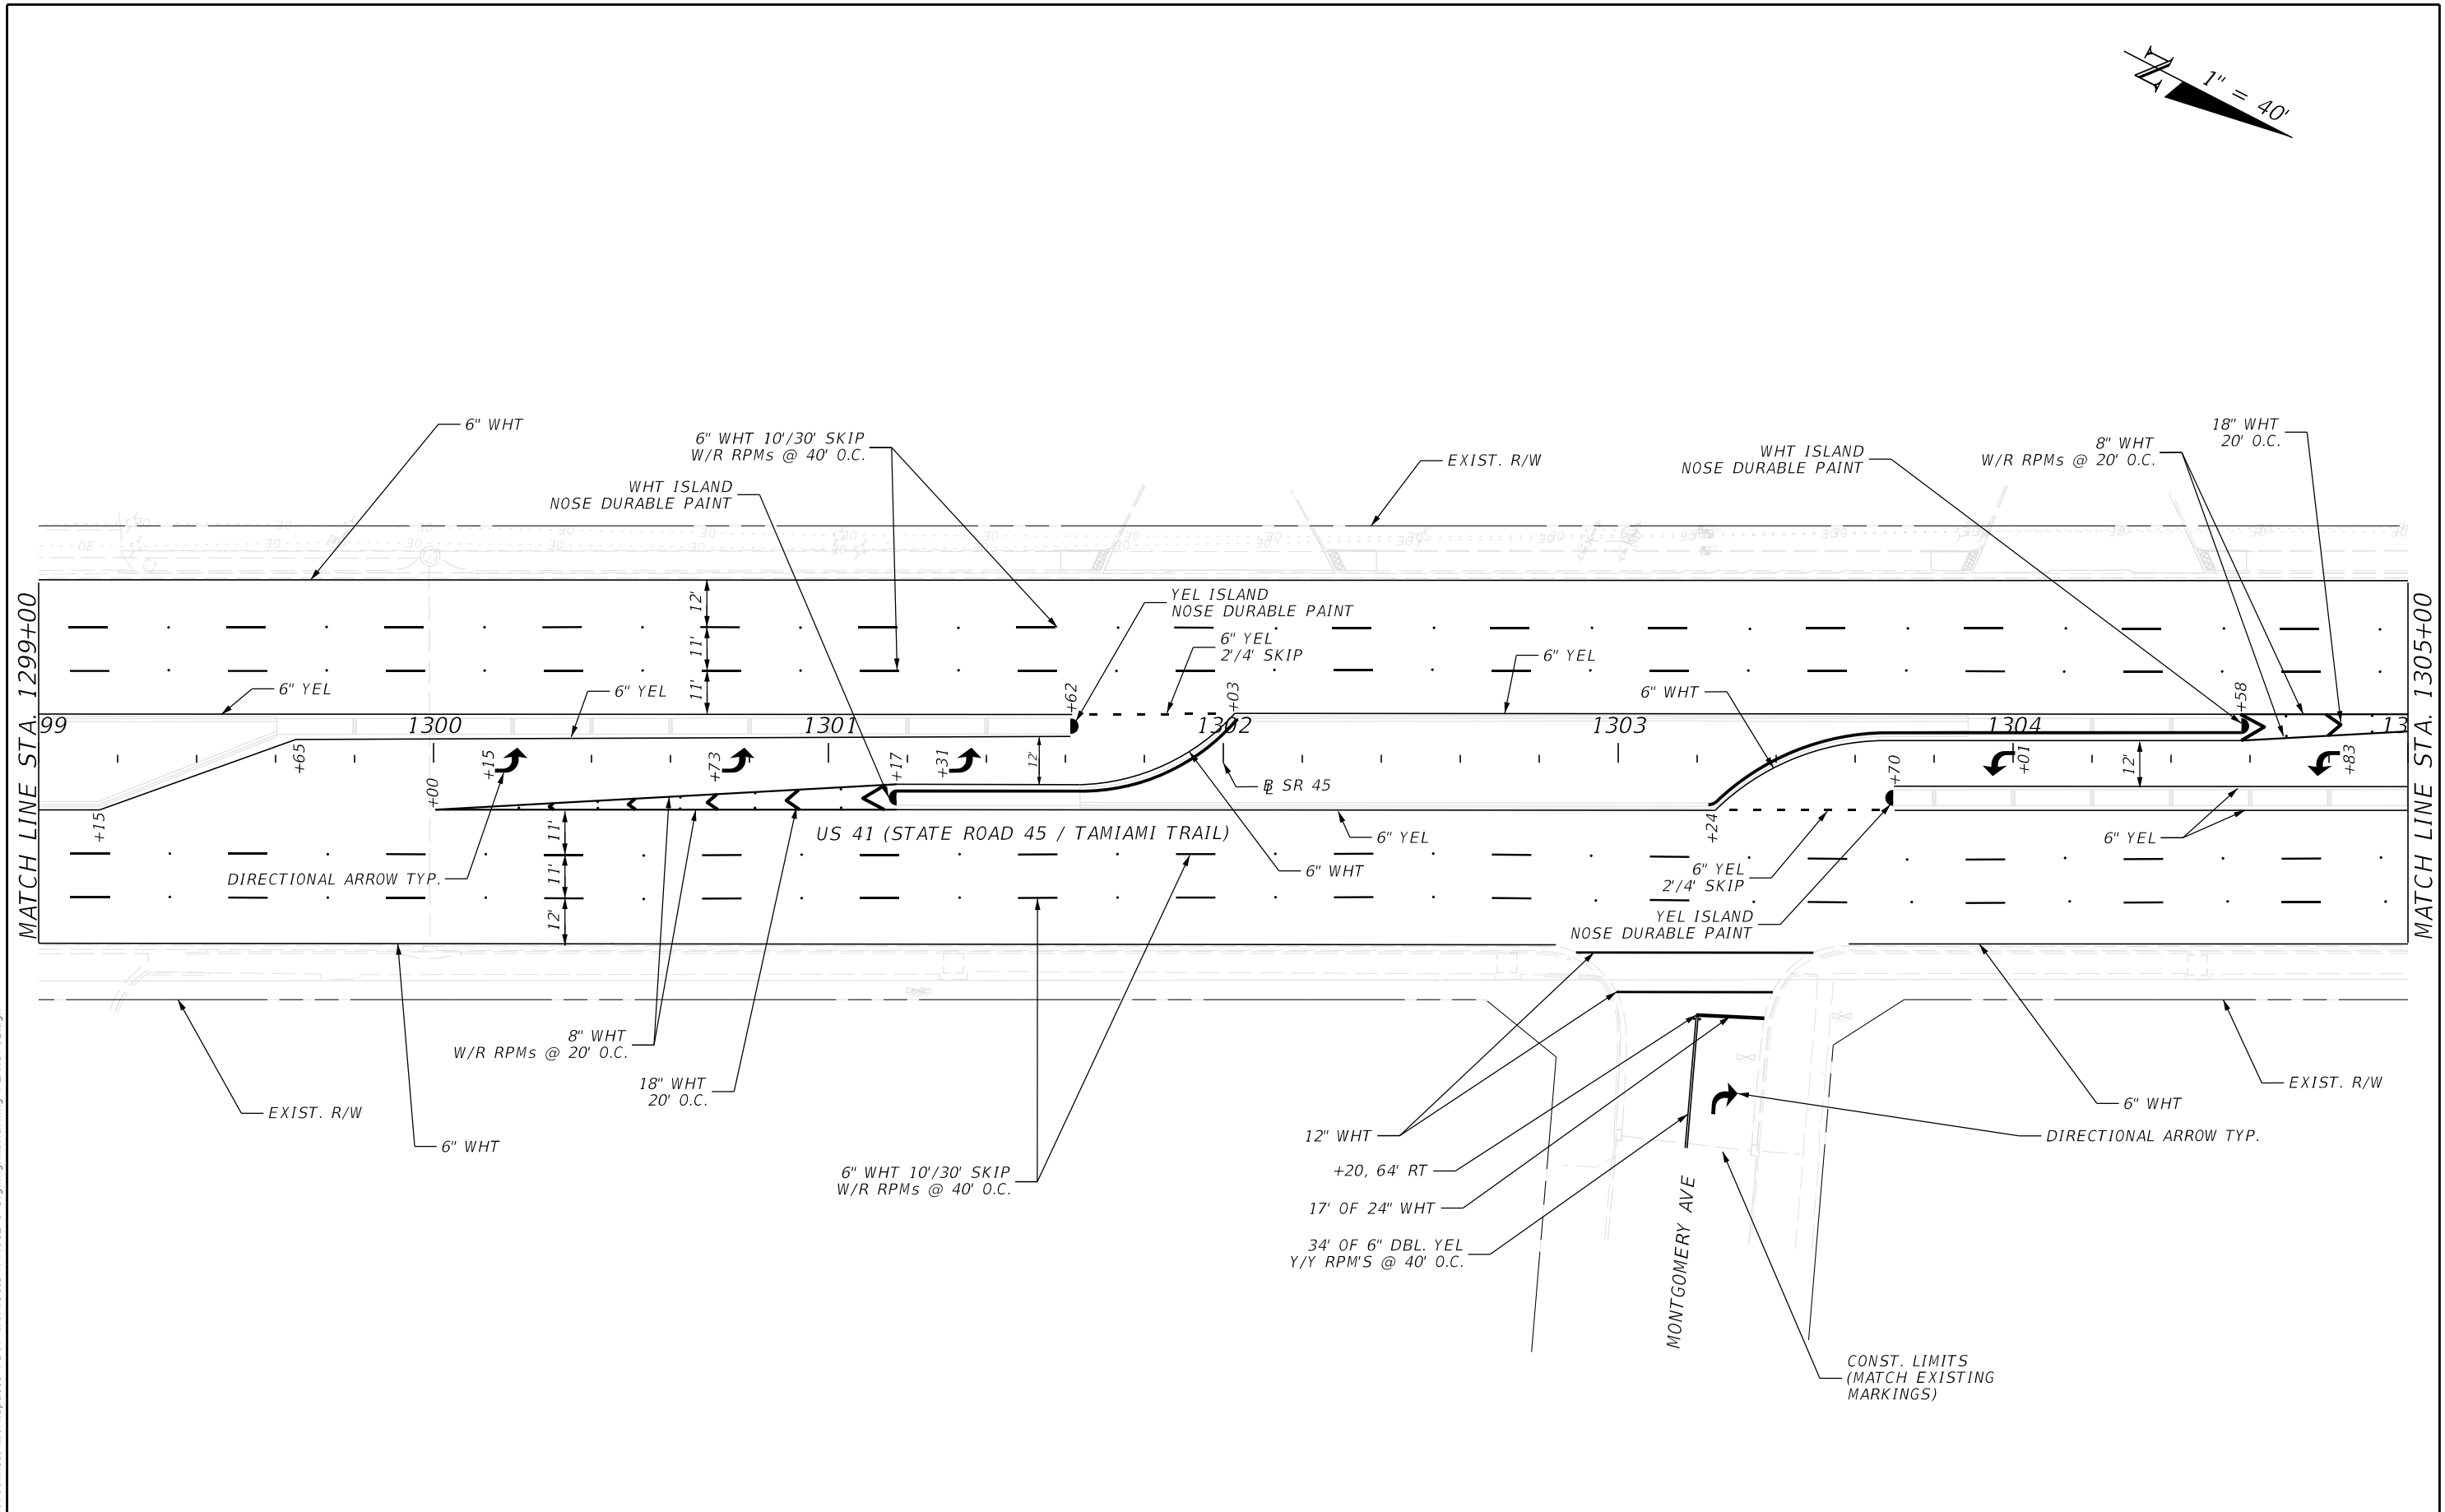 N
1" = 40'
6" WHT
6" WHT 10'/30' SKIP
W/R RPMs @ 40' O.C.
WHT ISLAND
NOSE DURABLE PAINT
EXIST. R/W
WHT ISLAND
NOSE DURABLE PAINT
8" WHT
W/R RPMs @ 20' O.C.
18" WHT
20' O.C.
MATCH LINE STA. 1299+00
12'
11'
11'
YEL ISLAND
NOSE DURABLE PAINT
6" YEL
2'/4' SKIP
6" YEL
6" YEL
6" YEL
6" WHT
+62
+03
+58
99
1300
1301
1302
1303
1304
13
+15
+65
+00
+15
+73
+17
+31
12'
BL SR 45
+24
+70
+01
12'
+83
MATCH LINE STA. 1305+00
US 41 (STATE ROAD 45 / TAMIAMI TRAIL)
6" YEL
6" YEL
DIRECTIONAL ARROW TYP.
11'
11'
12'
6" WHT
6" YEL
2'/4' SKIP
YEL ISLAND
NOSE DURABLE PAINT
8" WHT
W/R RPMs @ 20' O.C.
18" WHT
20' O.C.
EXIST. R/W
6" WHT
6" WHT 10'/30' SKIP
W/R RPMs @ 40' O.C.
12" WHT
+20, 64' RT
17' OF 24" WHT
34' OF 6" DBL. YEL
Y/Y RPM'S @ 40' O.C.
MONTGOMERY AVE
EXIST. R/W
6" WHT
DIRECTIONAL ARROW TYP.
CONST. LIMITS
(MATCH EXISTING
MARKINGS)